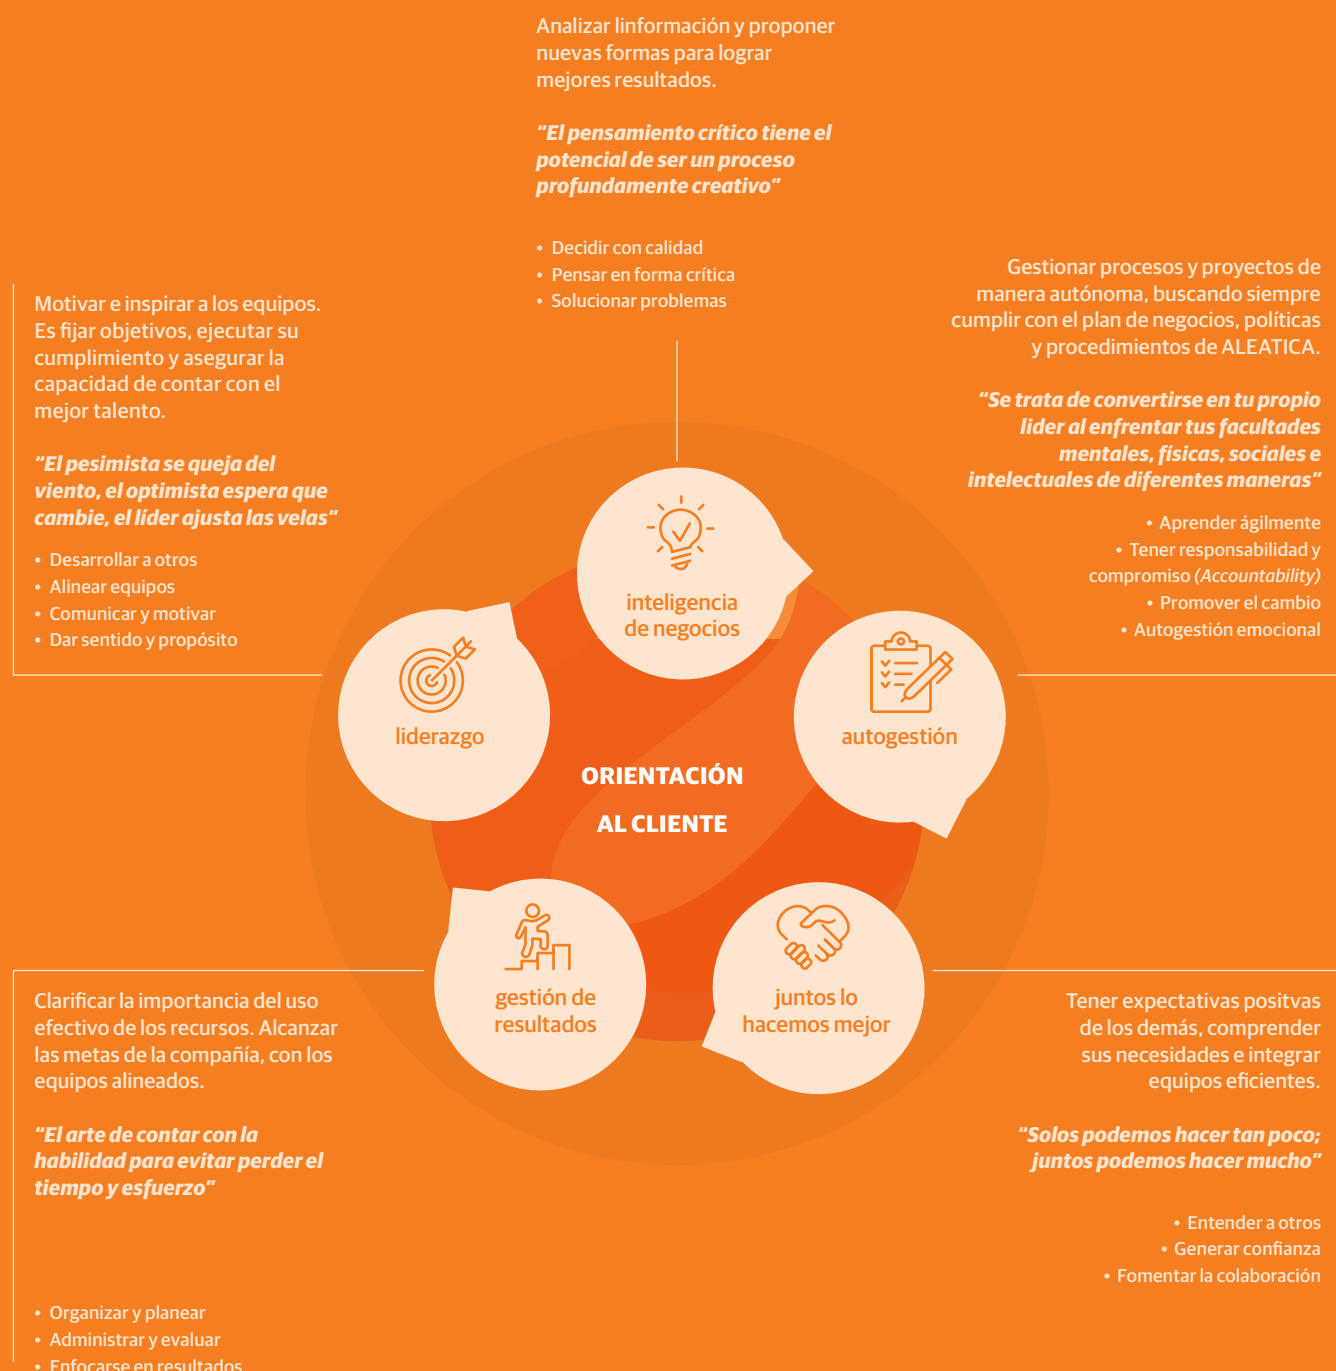 Analizar linformación y proponer
nuevas formas para lograr
mejores resultados.
“El pensamiento crítico tiene el
potencial de ser un proceso
profundamente creativo”
• Decidir con calidad
• Pensar en forma crítica
• Solucionar problemas
Motivar e inspirar a los equipos.
Es fijar objetivos, ejecutar su
cumplimiento y asegurar la
capacidad de contar con el
mejor talento.
“El pesimista se queja del
viento, el optimista espera que
cambie, el líder ajusta las velas”
• Desarrollar a otros
• Alinear equipos
• Comunicar y motivar
• Dar sentido y propósito
Gestionar procesos y proyectos de
manera autónoma, buscando siempre
cumplir con el plan de negocios, políticas
y procedimientos de ALEATICA.
“Se trata de convertirse en tu propio
lider al enfrentar tus facultades
mentales, físicas, sociales e
intelectuales de diferentes maneras”
• Aprender ágilmente
• Tener responsabilidad y
compromiso (Accountability)
• Promover el cambio
• Autogestión emocional
inteligencia
de negocios
liderazgo
autogestión
ORIENTACIÓN
AL CLIENTE
gestión de
resultados
juntos lo
hacemos mejor
Clarificar la importancia del uso
efectivo de los recursos. Alcanzar
las metas de la compañía, con los
equipos alineados.
“El arte de contar con la
habilidad para evitar perder el
tiempo y esfuerzo”
• Organizar y planear
• Administrar y evaluar
• Enfocarse en resultados
Tener expectativas positvas
de los demás, comprender
sus necesidades e integrar
equipos eficientes.
“Solos podemos hacer tan poco;
juntos podemos hacer mucho”
• Entender a otros
• Generar confianza
• Fomentar la colaboración